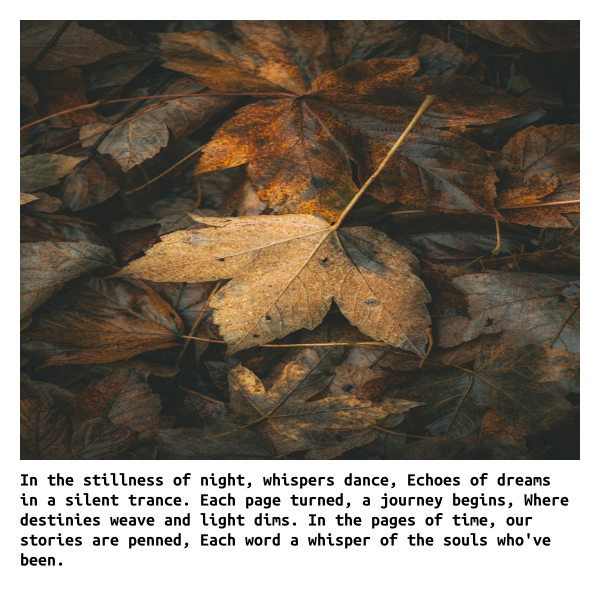 In the stillness of night, whispers dance, Echoes of dreams
in a silent trance. Each page turned, a journey begins, Where
destinies weave and light dims. In the pages of time, our
stories are penned, Each word a whisper of the souls who've
been.